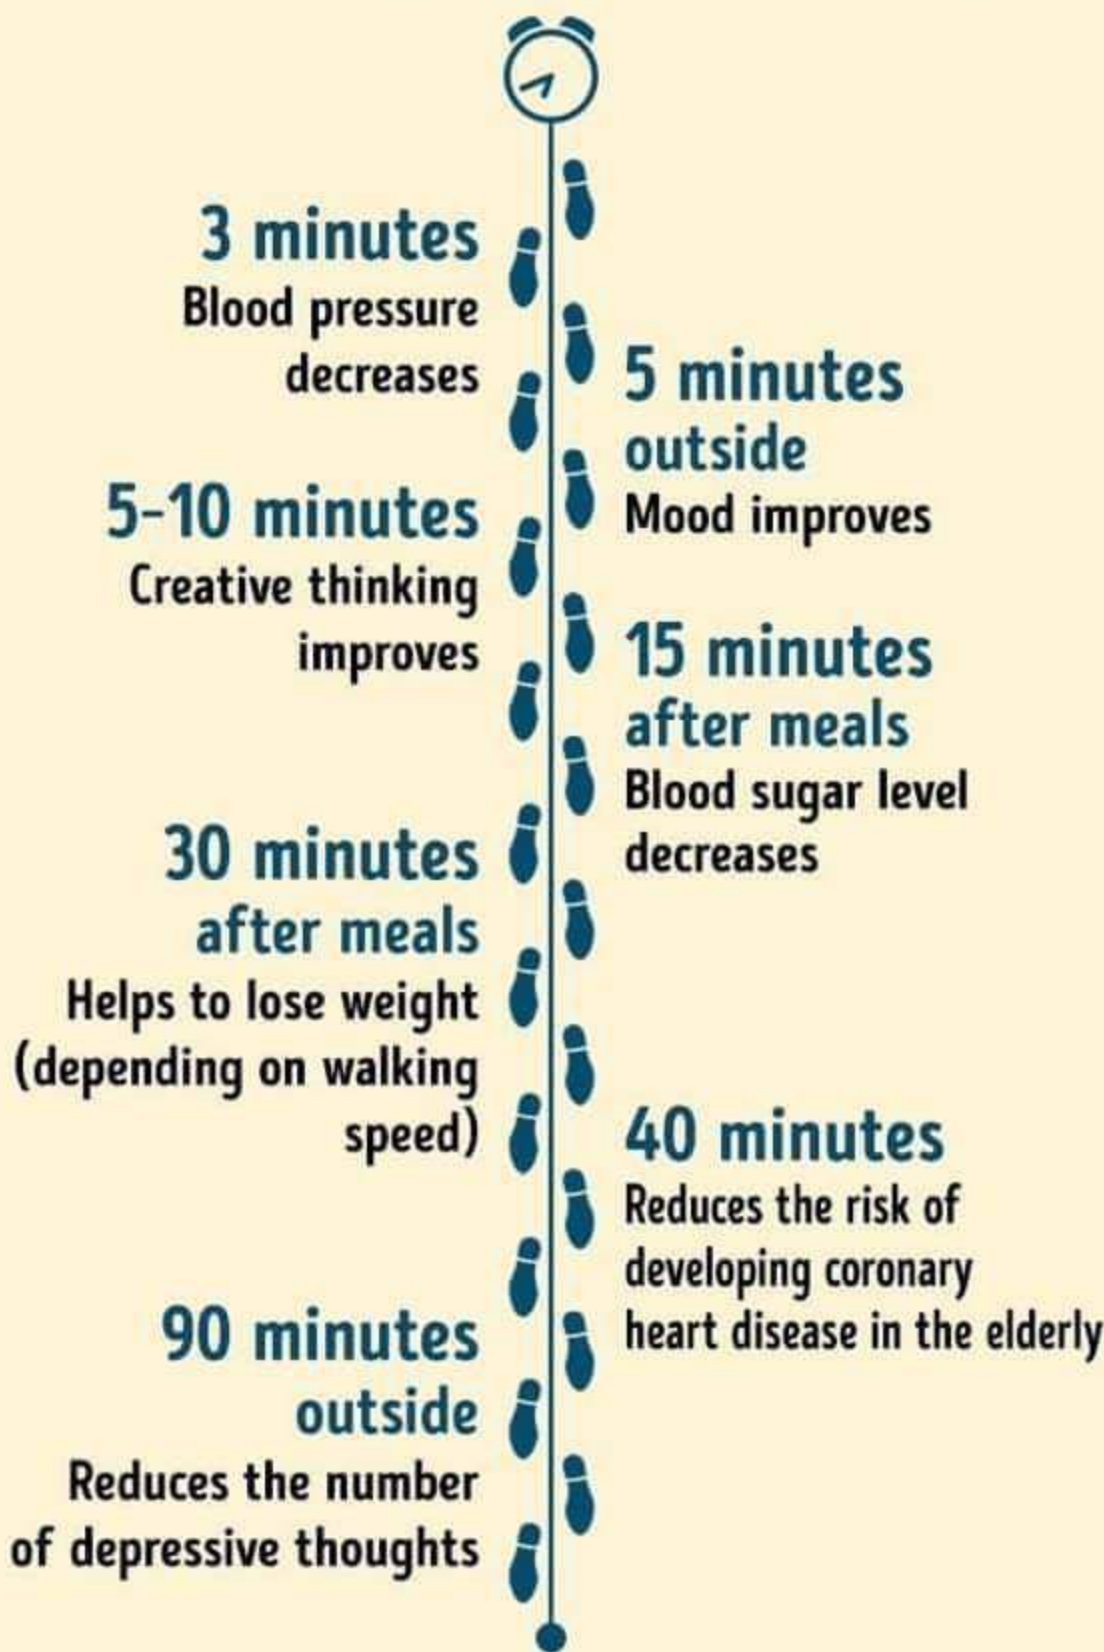 3 minutes
Blood pressure
decreases
5 minutes
outside
Mood improves
5-10 minutes
Creative thinking
improves
15 minutes
after meals
Blood sugar level
decreases
30 minutes
after meals
Helps to lose weight
(depending on walking
speed)
40 minutes
Reduces the risk of
developing coronary
heart disease in the elderly
90 minutes
outside
Reduces the number
of depressive thoughts